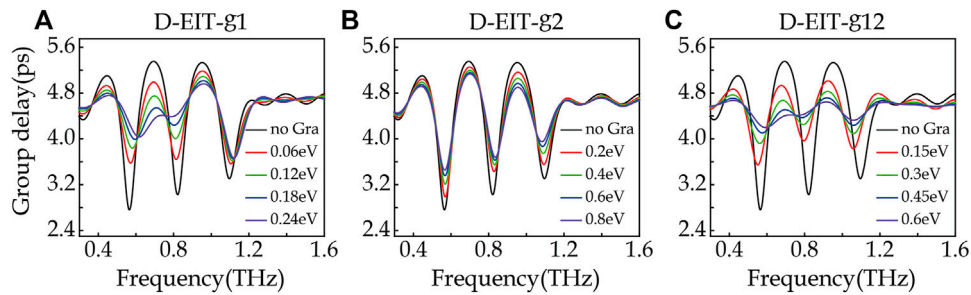 A D-EIT-g1
Group delay(ps)
5.6
4.8
4.0
3.2
2.4
no Gra
0.06eV
0.12eV
0.18eV
0.24eV
0.4 0.8 1.2 1.6
Frequency(THz)
B D-EIT-g2
5.6
4.8
4.0
3.2
2.4
no Gra
0.2eV
0.4eV
0.6eV
0.8eV
0.4 0.8 1.2 1.6
Frequency(THz)
C D-EIT-g12
5.6
4.8
4.0
3.2
2.4
no Gra
0.15eV
0.3eV
0.45eV
0.6eV
0.4 0.8 1.2 1.6
Frequency(THz)